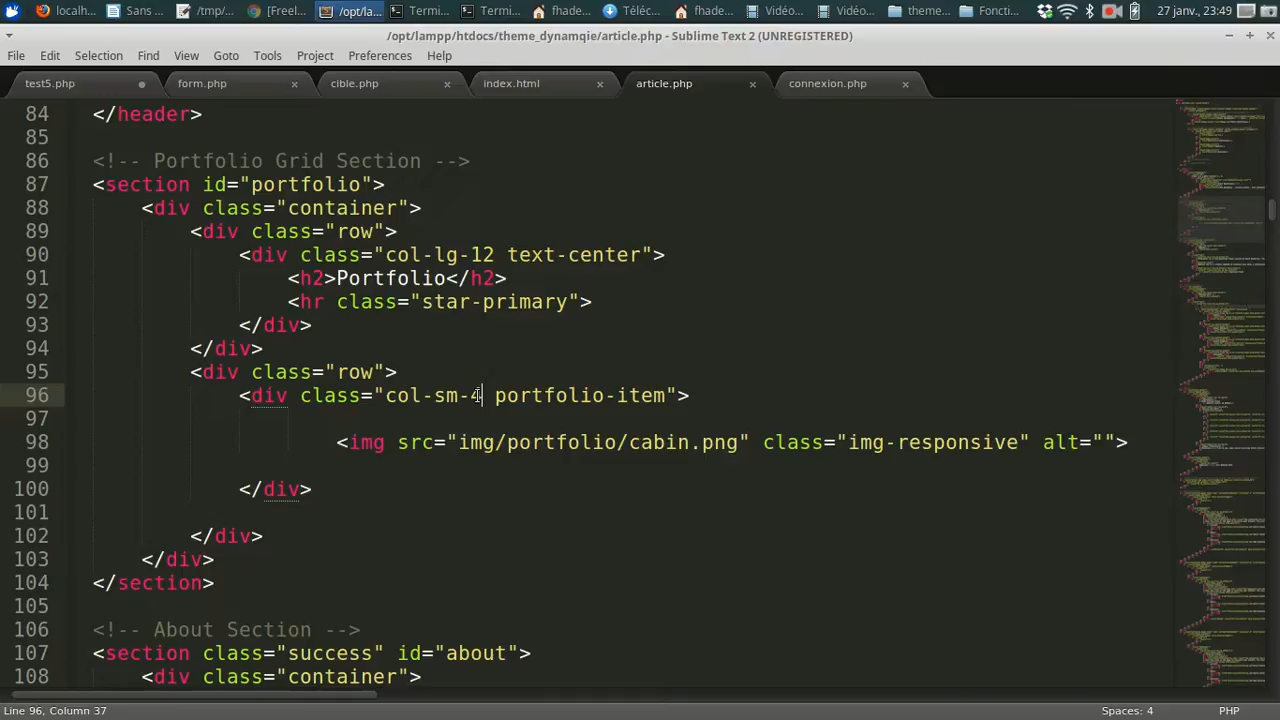 localh... Sans ... /tmp/... [Freel... /opt/la... Termi... Termi... fhade... Téléc... fhade... Vidéo... Vidéo... theme... Foncti... 27 janv., 23:49
/opt/lampp/htdocs/theme_dynamqie/article.php - Sublime Text 2 (UNREGISTERED)
File Edit Selection Find View Goto Tools Project Preferences Help
test5.php form.php cible.php index.html article.php connexion.php
84 </header>
85
86 <!-- Portfolio Grid Section -->
87 <section id="portfolio">
88 <div class="container">
89 <div class="row">
90 <div class="col-lg-12 text-center">
91 <h2>Portfolio</h2>
92 <hr class="star-primary">
93 </div>
94 </div>
95 <div class="row">
96 <div class="col-sm-4 portfolio-item">
97
98 <img src="img/portfolio/cabin.png" class="img-responsive" alt="">
99
100 </div>
101
102 </div>
103 </div>
104 </section>
105
106 <!-- About Section -->
107 <section class="success" id="about">
108 <div class="container">
Line 96, Column 37 Spaces: 4 PHP